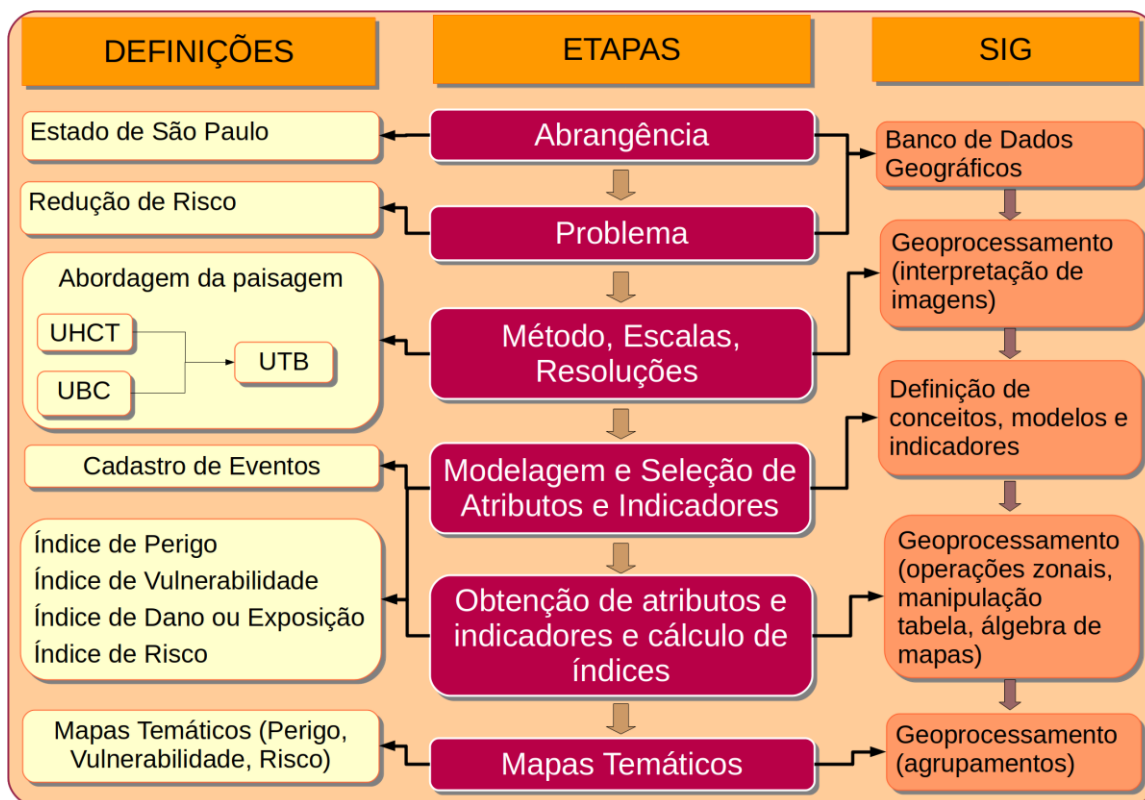 DEFINIÇÕES
Estado de São Paulo
Redução de Risco
Abordagem da paisagem
UHCT
UBC
UTB
Cadastro de Eventos
Índice de Perigo
Índice de Vulnerabilidade
Índice de Dano ou Exposição
Índice de Risco
Mapas Temáticos (Perigo,
Vulnerabilidade, Risco)
ETAPAS
Abrangência
Problema
Método, Escalas,
Resoluções
Modelagem e Seleção de
Atributos e Indicadores
Obtenção de atributos e
indicadores e cálculo de
índices
Mapas Temáticos
SIG
Banco de Dados
Geográficos
Geoprocessamento
(interpretação de
imagens)
Definição de
conceitos, modelos e
indicadores
Geoprocessamento
(operações zonais,
manipulação
tabela, álgebra de
mapas)
Geoprocessamento
(agrupamentos)